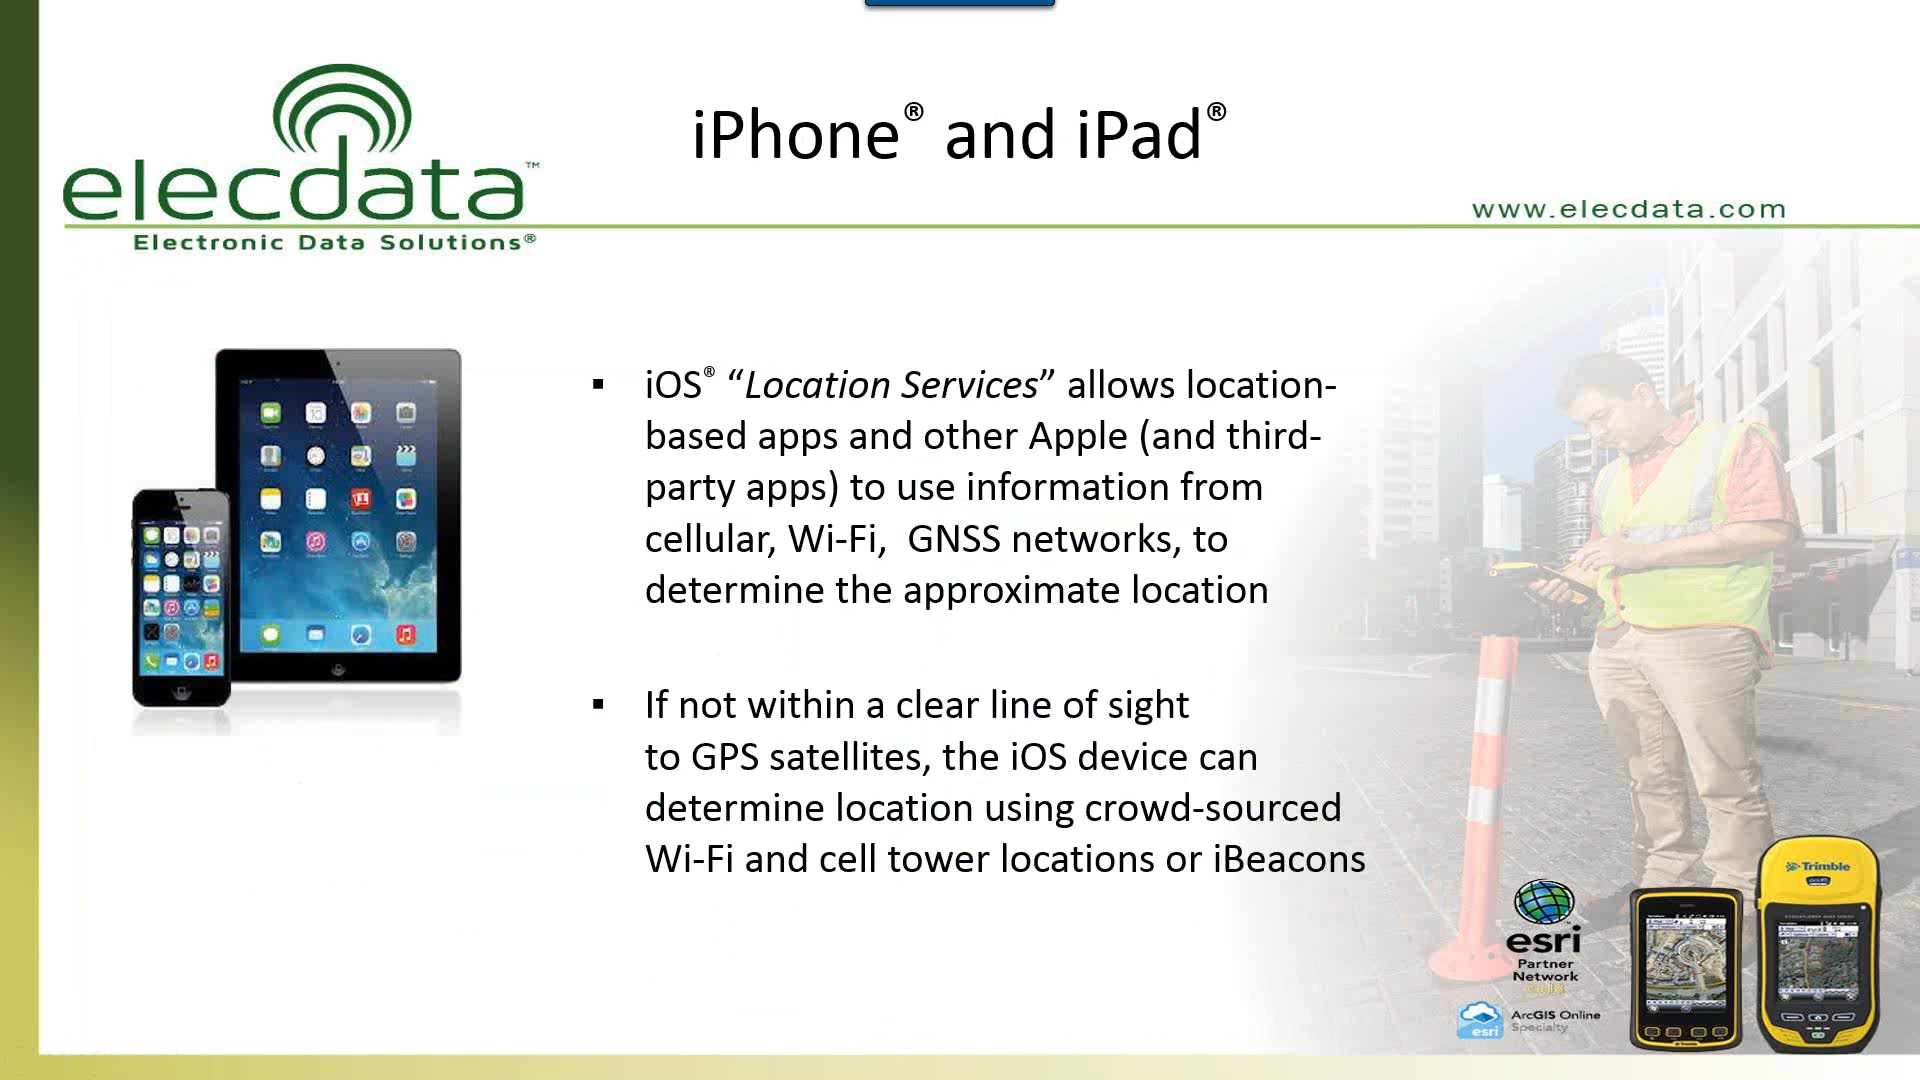 iPhone® and iPad®
elecdata™
www.elecdata.com
Electronic Data Solutions®
▪ iOS® “Location Services” allows location-
based apps and other Apple (and third-
party apps) to use information from
cellular, Wi-Fi,  GNSS networks, to
determine the approximate location
▪ If not within a clear line of sight
to GPS satellites, the iOS device can
determine location using crowd-sourced
Wi-Fi and cell tower locations or iBeacons
Trimble
esri
Partner
Network
Gold
esri
ArcGIS Online
Specialty